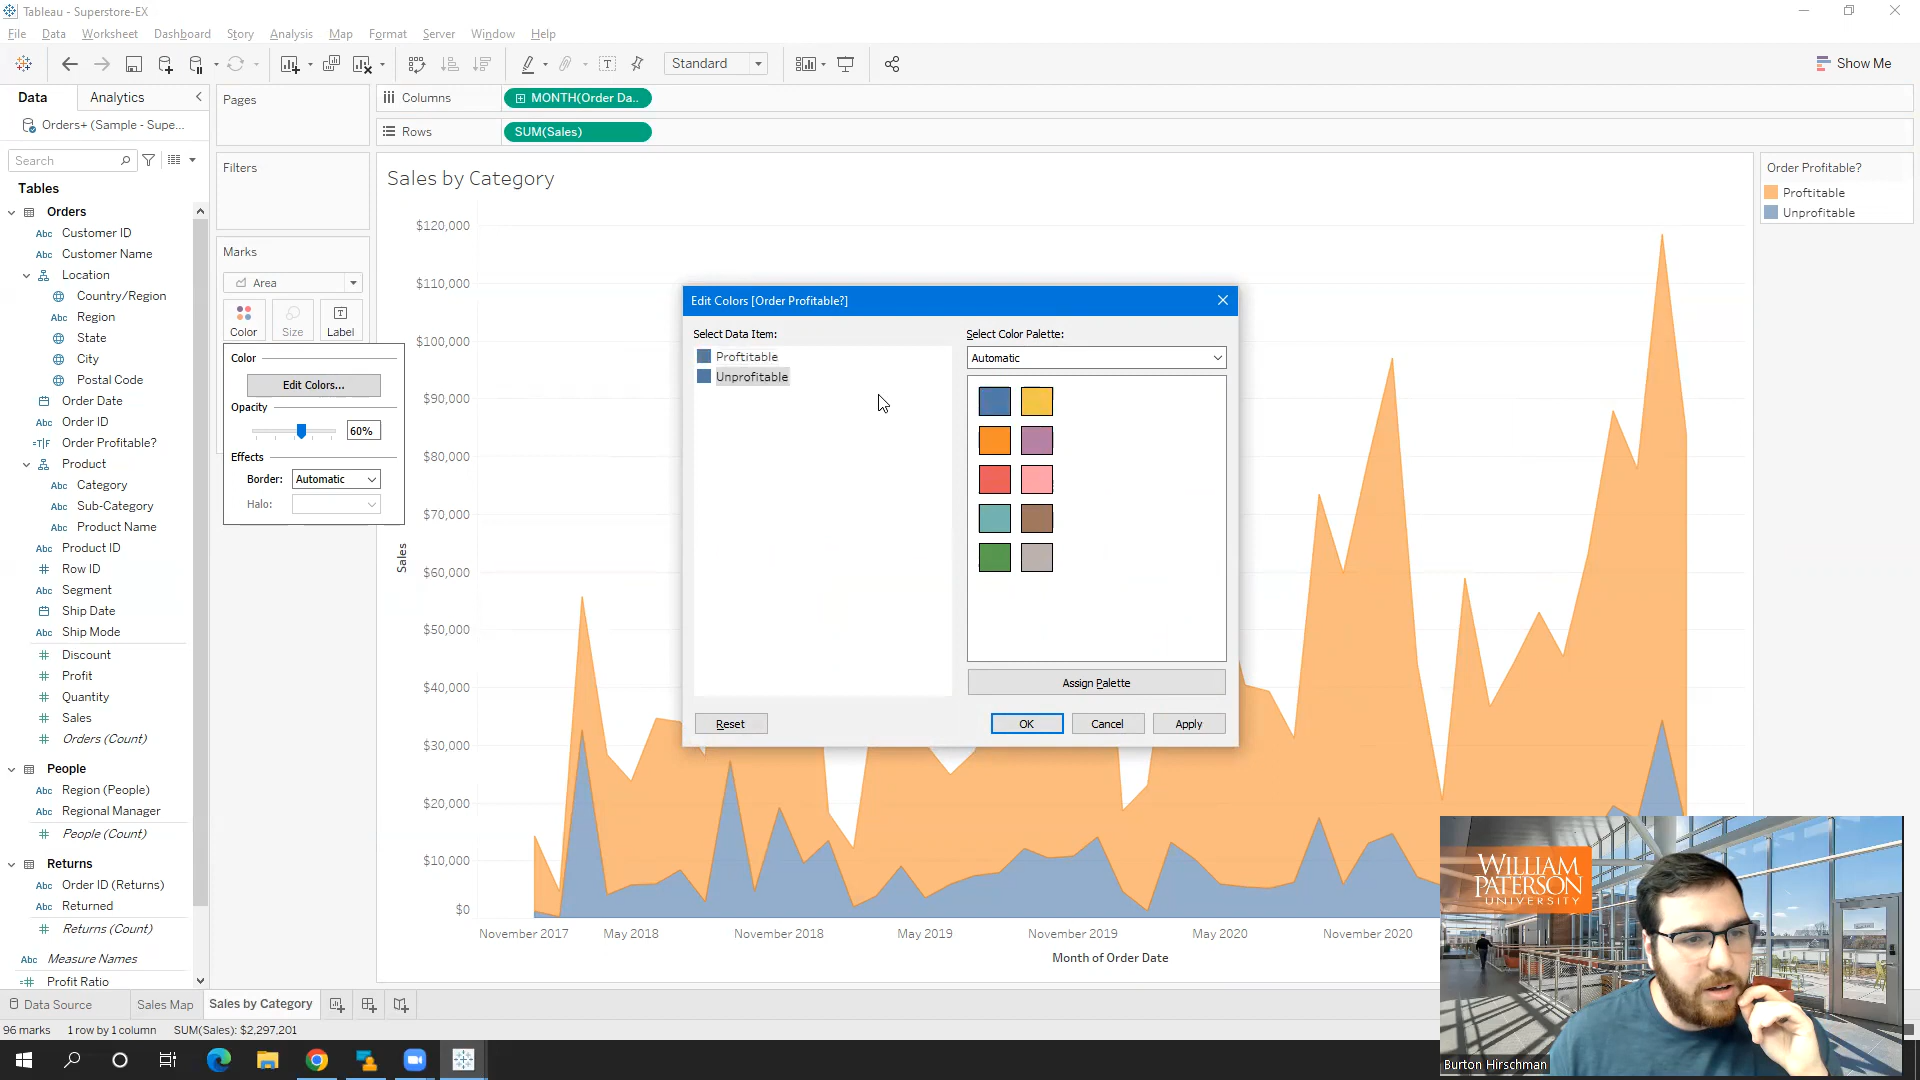 Tableau - Superstore-EX
File Data Worksheet Dashboard Story Analysis Map Format Server Window Help
Standard
Show Me
Data Analytics
Orders+ (Sample - Supe...
Search
Tables
Orders
Customer ID
Customer Name
Location
Country/Region
Region
State
City
Postal Code
Order Date
Order ID
Order Profitable?
Product
Category
Sub-Category
Product Name
Product ID
Row ID
Segment
Ship Date
Ship Mode
Discount
Profit
Quantity
Sales
Orders (Count)
People
Region (People)
Regional Manager
People (Count)
Returns
Order ID (Returns)
Returned
Returns (Count)
Measure Names
Profit Ratio
Pages
Filters
Marks
Area
Color Size Label
Color
Edit Colors...
Opacity
60%
Effects
Border: Automatic
Halo:
Columns MONTH(Order Da..
Rows SUM(Sales)
Sales by Category
$120,000
$110,000
$100,000
$90,000
$80,000
$70,000
$60,000
$50,000
$40,000
$30,000
$20,000
$10,000
$0
Sales
November 2017 May 2018 November 2018 May 2019 November 2019 May 2020 November 2020
Month of Order Date
Edit Colors [Order Profitable?]
Select Data Item:
Proftitable
Unprofitable
Select Color Palette:
Automatic
Assign Palette
Reset OK Cancel Apply
Order Profitable?
Proftitable
Unprofitable
WILLIAM
PATERSON
UNIVERSITY
Burton Hirschman
Data Source Sales Map Sales by Category
96 marks 1 row by 1 column SUM(Sales): $2,297,201